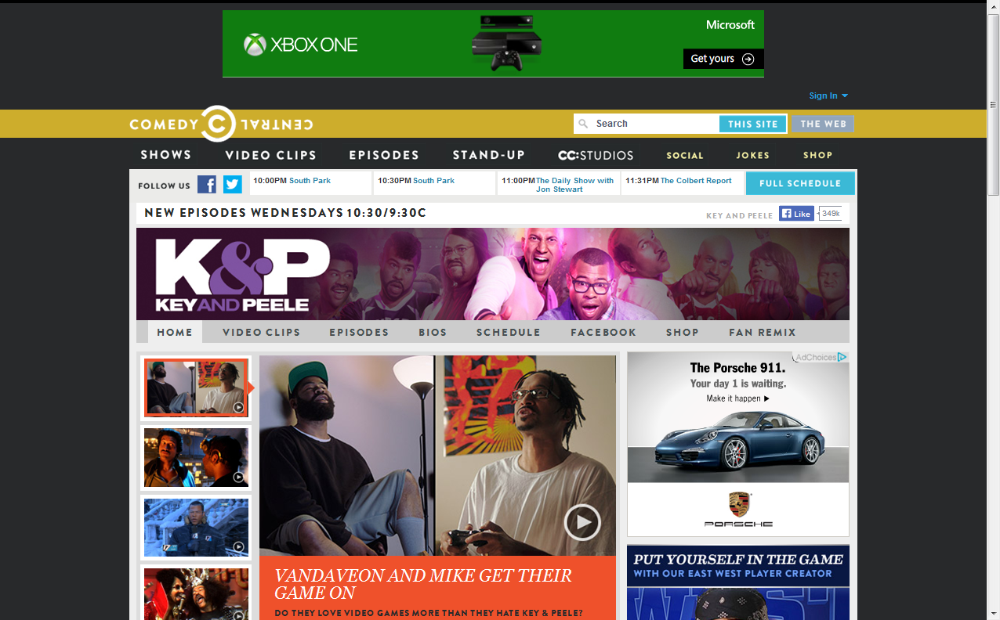 XBOX ONE
Microsoft
Get yours
Sign In
COMEDY CENTRAL
Search
THIS SITE
THE WEB
SHOWS
VIDEO CLIPS
EPISODES
STAND-UP
CC:STUDIOS
SOCIAL
JOKES
SHOP
FOLLOW US
10:00PM South Park
10:30PM South Park
11:00PM The Daily Show with
Jon Stewart
11:31PM The Colbert Report
FULL SCHEDULE
NEW EPISODES WEDNESDAYS 10:30/9:30C
KEY AND PEELE
Like
349k
K&P
KEY AND PEELE
HOME
VIDEO CLIPS
EPISODES
BIOS
SCHEDULE
FACEBOOK
SHOP
FAN REMIX
AdChoices
The Porsche 911.
Your day 1 is waiting.
Make it happen
PORSCHE
PUT YOURSELF IN THE GAME
WITH OUR EAST WEST PLAYER CREATOR
VANDAVEON AND MIKE GET THEIR
GAME ON
DO THEY LOVE VIDEO GAMES MORE THAN THEY HATE KEY & PEELE?